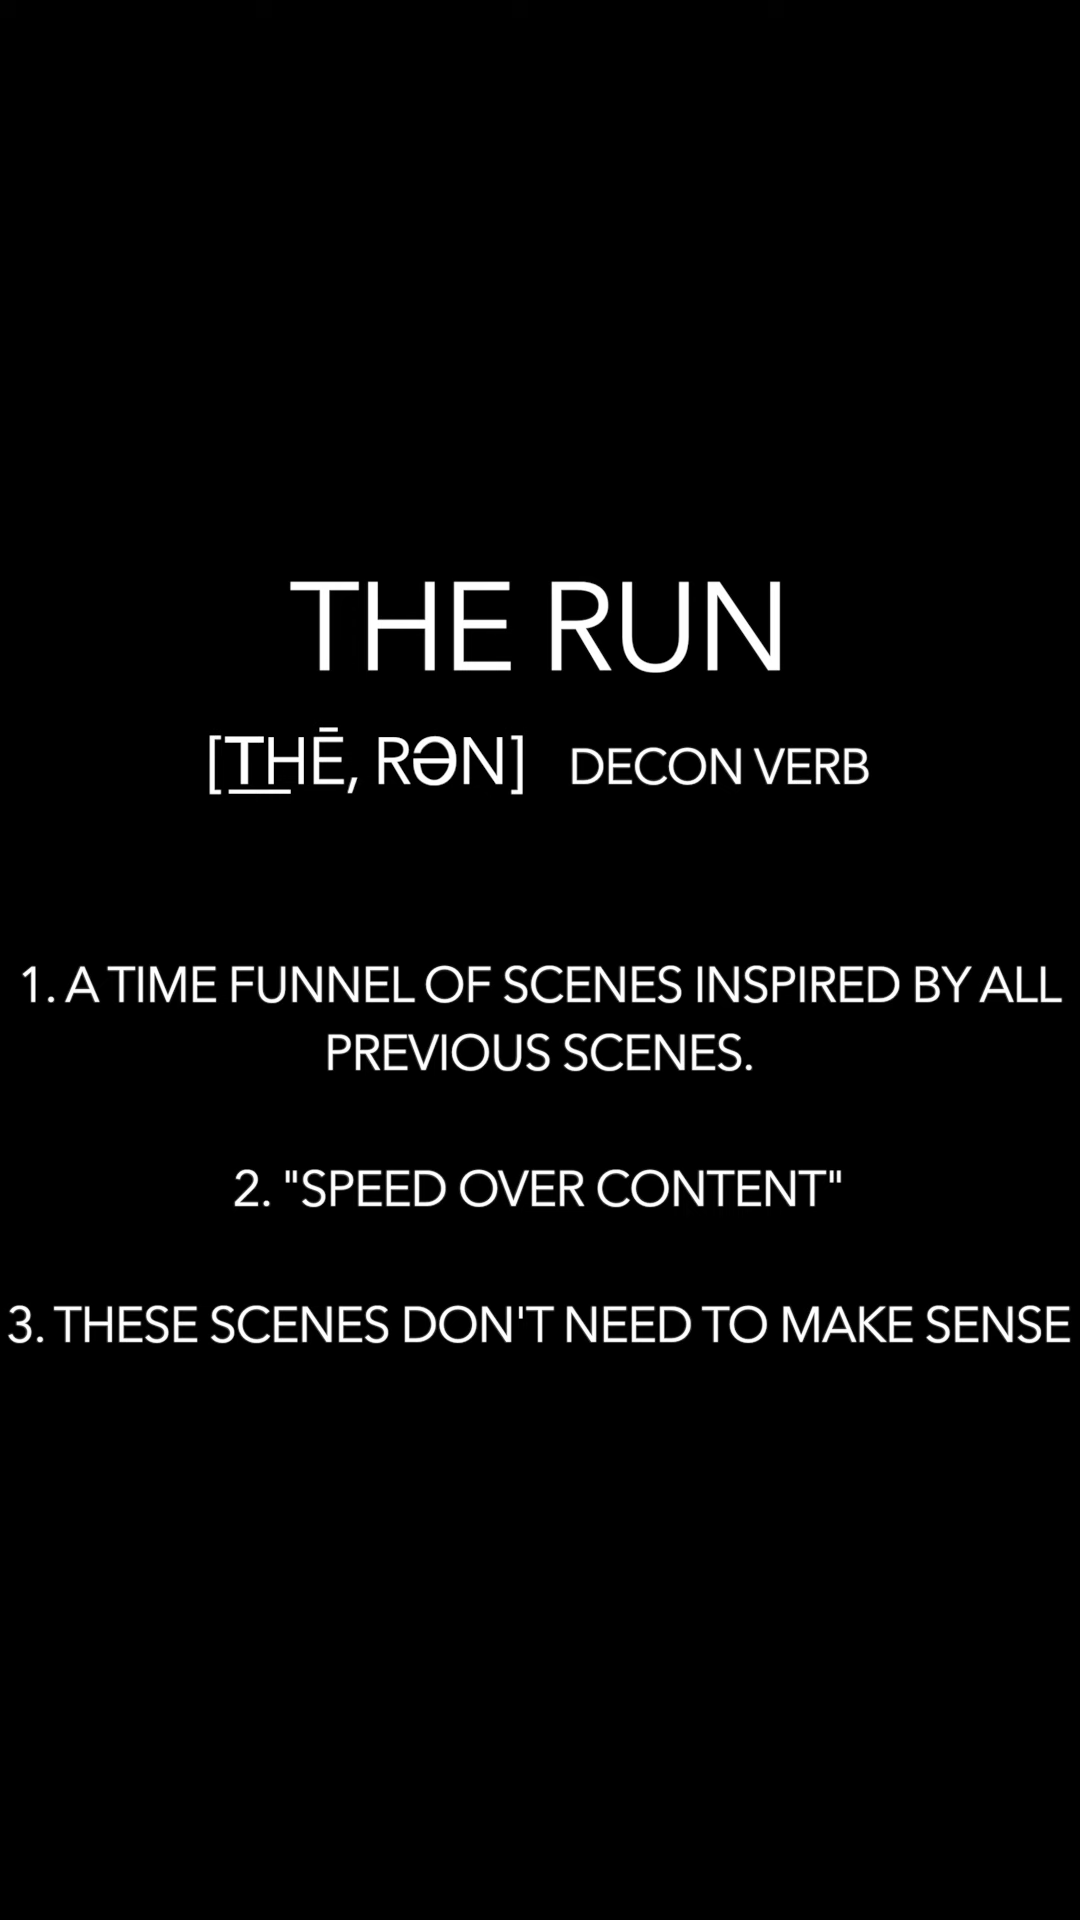 THE RUN
[THĒ, RƏN] DECON VERB
1. A TIME FUNNEL OF SCENES INSPIRED BY ALL
PREVIOUS SCENES.
2. "SPEED OVER CONTENT"
3. THESE SCENES DON'T NEED TO MAKE SENSE